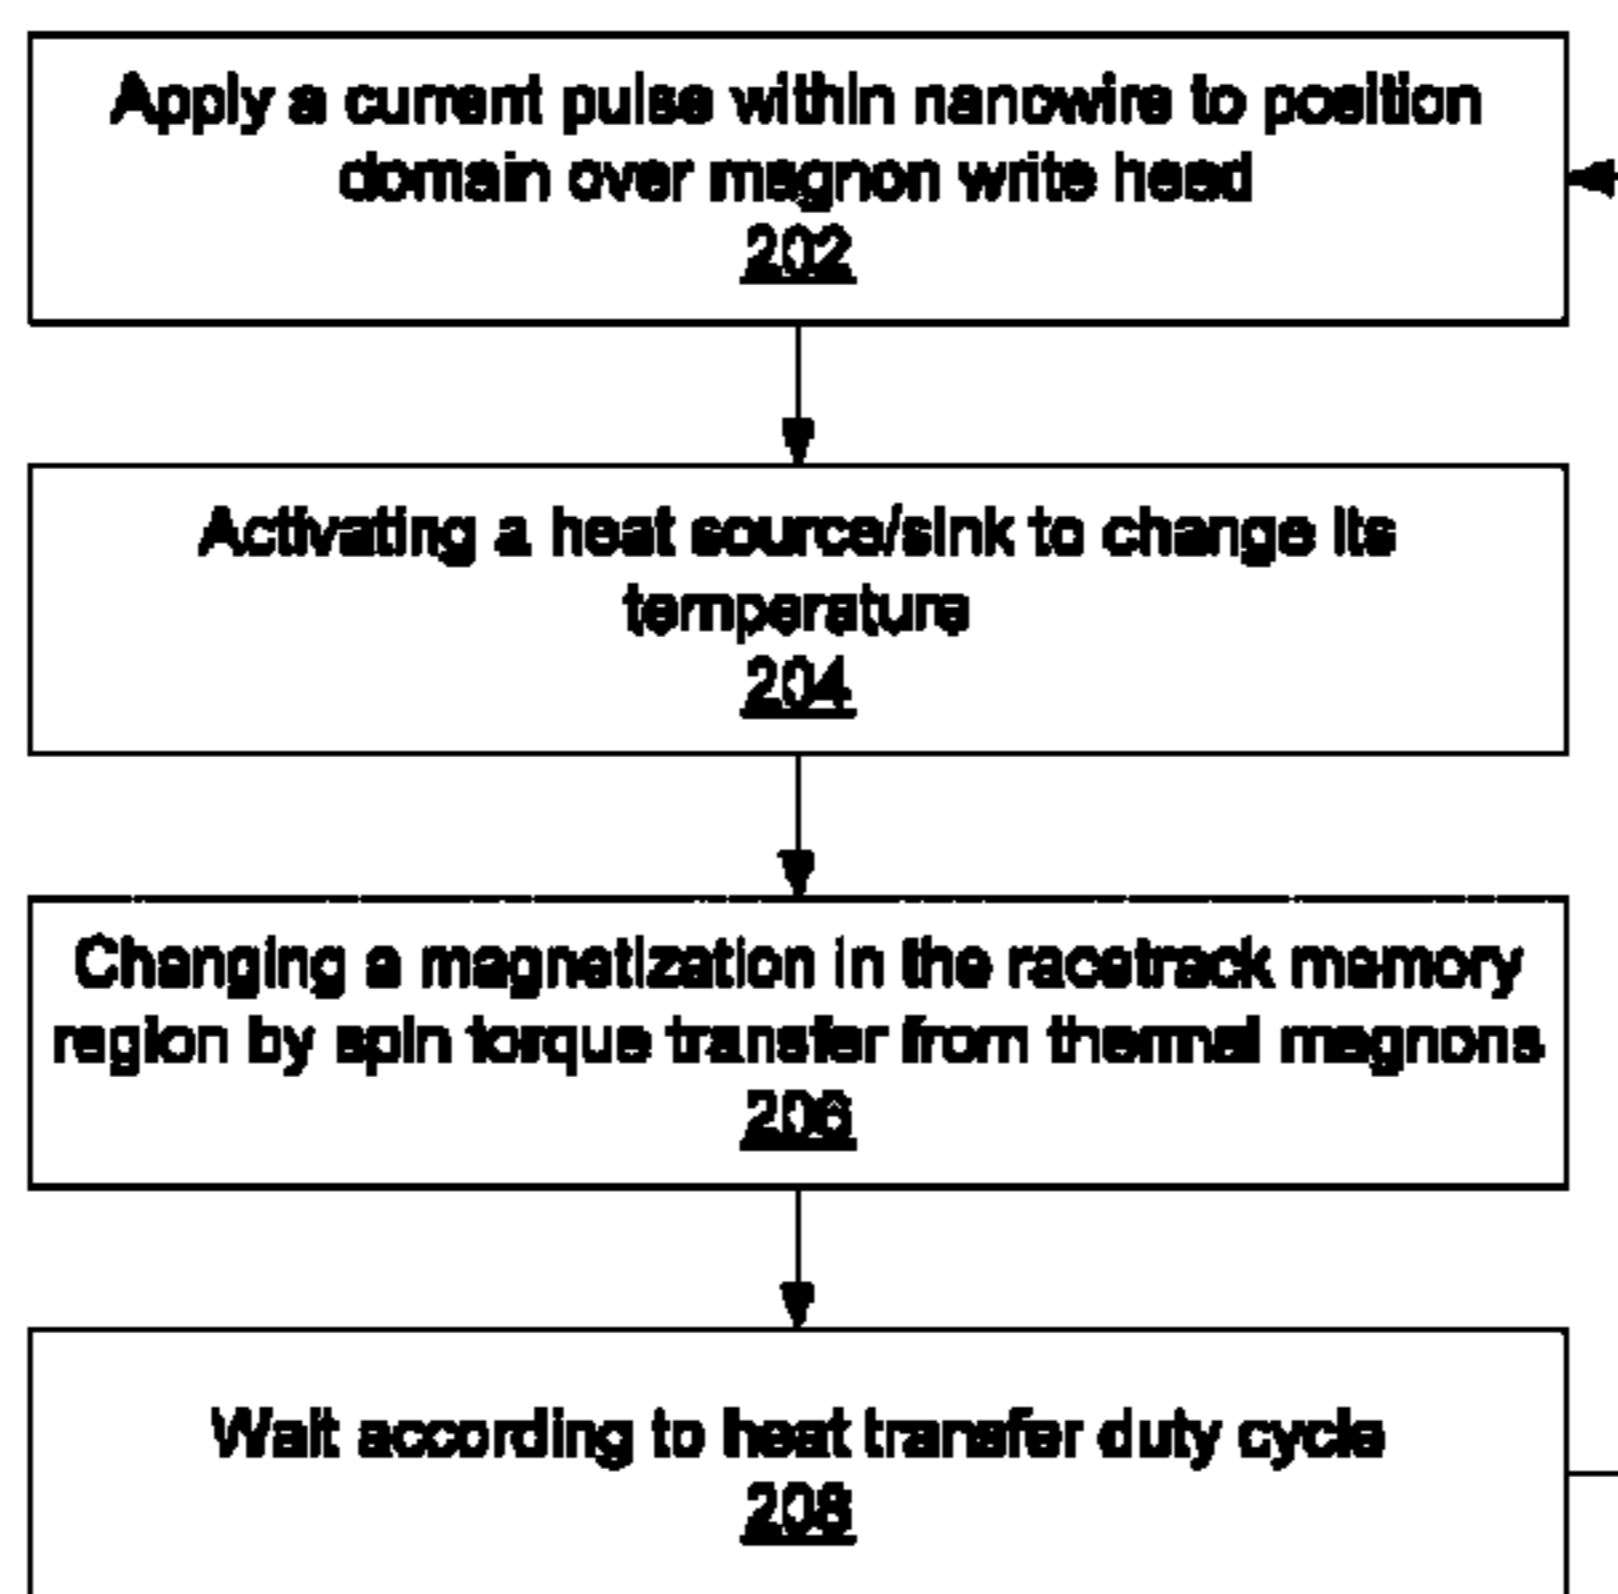 Apply a current pulse within nanowire to position
domain over magnon write head
202
Activating a heat source/sink to change its
temperature
204
Changing a magnetization in the racetrack memory
region by spin torque transfer from thermal magnons
206
Wait according to heat transfer duty cycle
208